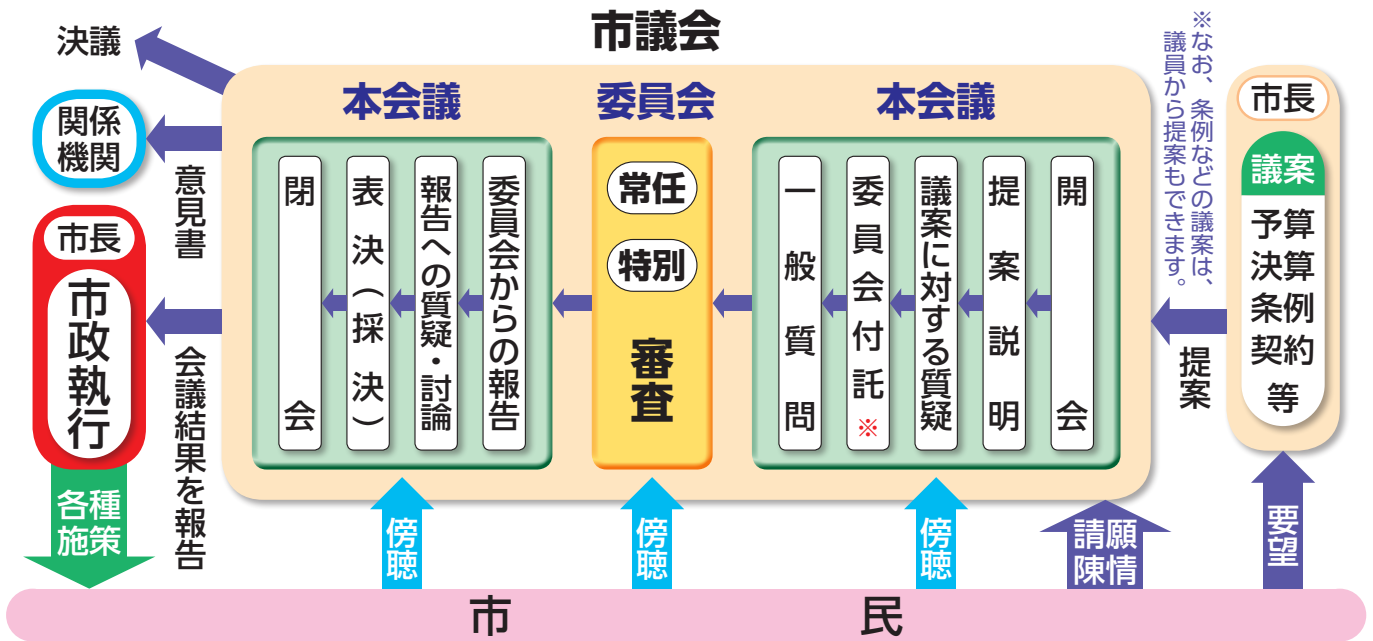 市議会
※なお、条例などの議案は、
議員から提案もできます。
市長
議案
予算
決算
条例
契約
等
提案
本会議
開会
提案説明
議案に対する質疑
委員会付託※
一般質問
委員会
常任
特別
審査
本会議
委員会からの報告
報告への質疑・討論
表決(採決)
閉会
決議
関係
機関
意見書
市長
市政執行
会議結果を報告
各種
施策
傍聴
傍聴
傍聴
請願
陳情
要望
市民